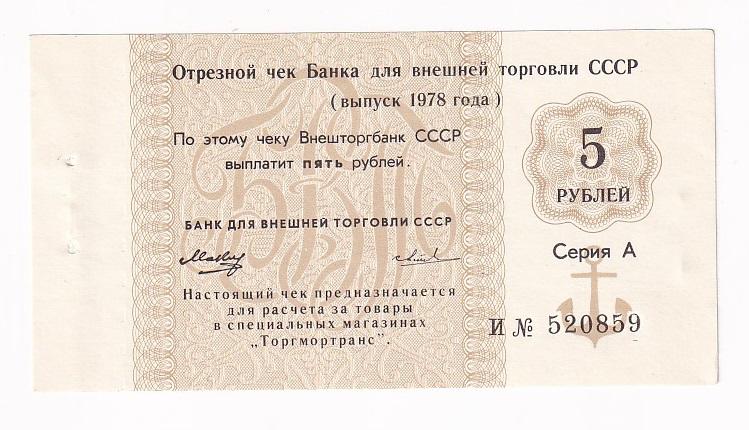 Отрезной чек Банка для внешней торговли СССР
( выпуск 1978 года )
По этому чеку Внешторгбанк СССР
выплатит пять рублей.
5
РУБЛЕЙ
БАНК ДЛЯ ВНЕШНЕЙ ТОРГОВЛИ СССР
Серия А
Настоящий чек предназначается
для расчета за товары
в специальных магазинах
„Торгмортранс".
И № 520859